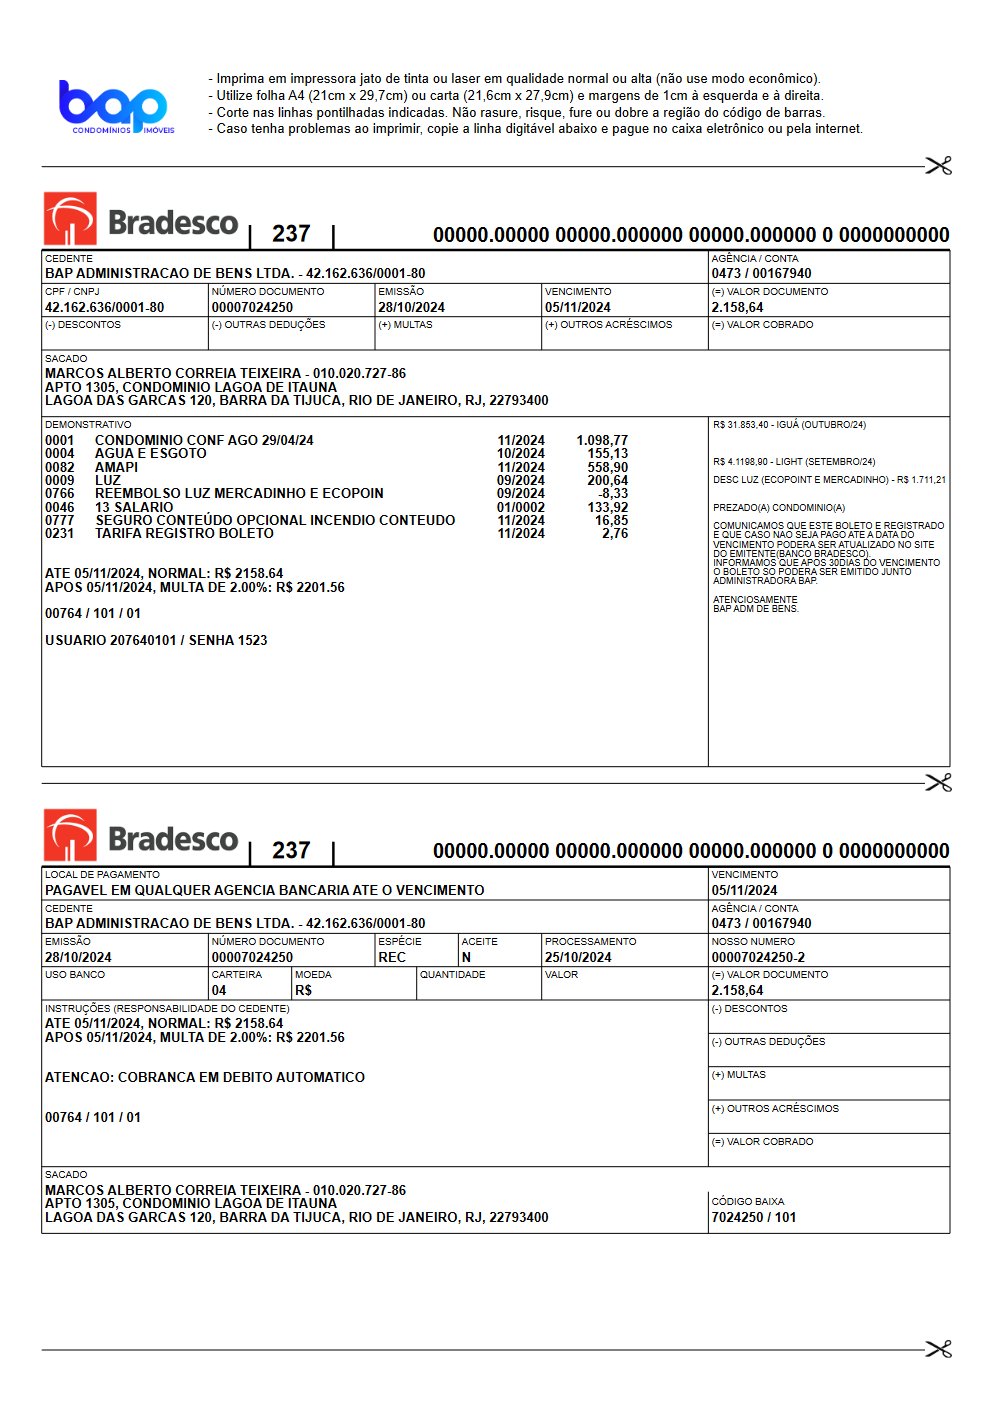 bap
CONDOMÍNIOS IMÓVEIS
- Imprima em impressora jato de tinta ou laser em qualidade normal ou alta (não use modo econômico).
- Utilize folha A4 (21cm x 29,7cm) ou carta (21,6cm x 27,9cm) e margens de 1cm à esquerda e à direita.
- Corte nas linhas pontilhadas indicadas. Não rasure, risque, fure ou dobre a região do código de barras.
- Caso tenha problemas ao imprimir, copie a linha digitável abaixo e pague no caixa eletrônico ou pela internet.
Bradesco | 237 | 00000.00000 00000.000000 00000.000000 0 0000000000
CEDENTE AGÊNCIA / CONTA
BAP ADMINISTRACAO DE BENS LTDA. - 42.162.636/0001-80 0473 / 00167940
CPF / CNPJ NÚMERO DOCUMENTO EMISSÃO VENCIMENTO (=) VALOR DOCUMENTO
42.162.636/0001-80 00007024250 28/10/2024 05/11/2024 2.158,64
(-) DESCONTOS (-) OUTRAS DEDUÇÕES (+) MULTAS (+) OUTROS ACRÉSCIMOS (=) VALOR COBRADO
SACADO
MARCOS ALBERTO CORREIA TEIXEIRA - 010.020.727-86
APTO 1305, CONDOMINIO LAGOA DE ITAUNA
LAGOA DAS GARCAS 120, BARRA DA TIJUCA, RIO DE JANEIRO, RJ, 22793400
DEMONSTRATIVO
0001 CONDOMINIO CONF AGO 29/04/24 11/2024 1.098,77
0004 AGUA E ESGOTO 10/2024 155,13
0082 AMAPI 11/2024 558,90
0009 LUZ 09/2024 200,64
0766 REEMBOLSO LUZ MERCADINHO E ECOPOIN 09/2024 -8,33
0046 13 SALARIO 01/0002 133,92
0777 SEGURO CONTEÚDO OPCIONAL INCENDIO CONTEUDO 11/2024 16,85
0231 TARIFA REGISTRO BOLETO 11/2024 2,76
ATE 05/11/2024, NORMAL: R$ 2158.64
APOS 05/11/2024, MULTA DE 2.00%: R$ 2201.56
00764 / 101 / 01
USUARIO 207640101 / SENHA 1523
R$ 31.853,40 - IGUÁ (OUTUBRO/24)
R$ 4.1198,90 - LIGHT (SETEMBRO/24)
DESC LUZ (ECOPOINT E MERCADINHO) - R$ 1.711,21
PREZADO(A) CONDOMINIO(A)
COMUNICAMOS QUE ESTE BOLETO E REGISTRADO
E QUE CASO NAO SEJA PAGO ATE A DATA DO
VENCIMENTO PODERA SER ATUALIZADO NO SITE
DO EMITENTE(BANCO BRADESCO).
INFORMAMOS QUE APOS 30DIAS DO VENCIMENTO
O BOLETO SO PODERA SER EMITIDO JUNTO
ADMINISTRADORA BAP.
ATENCIOSAMENTE
BAP ADM DE BENS.
Bradesco | 237 | 00000.00000 00000.000000 00000.000000 0 0000000000
LOCAL DE PAGAMENTO VENCIMENTO
PAGAVEL EM QUALQUER AGENCIA BANCARIA ATE O VENCIMENTO 05/11/2024
CEDENTE AGÊNCIA / CONTA
BAP ADMINISTRACAO DE BENS LTDA. - 42.162.636/0001-80 0473 / 00167940
EMISSÃO NÚMERO DOCUMENTO ESPÉCIE ACEITE PROCESSAMENTO NOSSO NUMERO
28/10/2024 00007024250 REC N 25/10/2024 00007024250-2
USO BANCO CARTEIRA MOEDA QUANTIDADE VALOR (=) VALOR DOCUMENTO
04 R$ 2.158,64
INSTRUÇÕES (RESPONSABILIDADE DO CEDENTE) (-) DESCONTOS
ATE 05/11/2024, NORMAL: R$ 2158.64
APOS 05/11/2024, MULTA DE 2.00%: R$ 2201.56
(-) OUTRAS DEDUÇÕES
ATENCAO: COBRANCA EM DEBITO AUTOMATICO
(+) MULTAS
(+) OUTROS ACRÉSCIMOS
00764 / 101 / 01
(=) VALOR COBRADO
SACADO
MARCOS ALBERTO CORREIA TEIXEIRA - 010.020.727-86
APTO 1305, CONDOMINIO LAGOA DE ITAUNA
LAGOA DAS GARCAS 120, BARRA DA TIJUCA, RIO DE JANEIRO, RJ, 22793400
CÓDIGO BAIXA
7024250 / 101